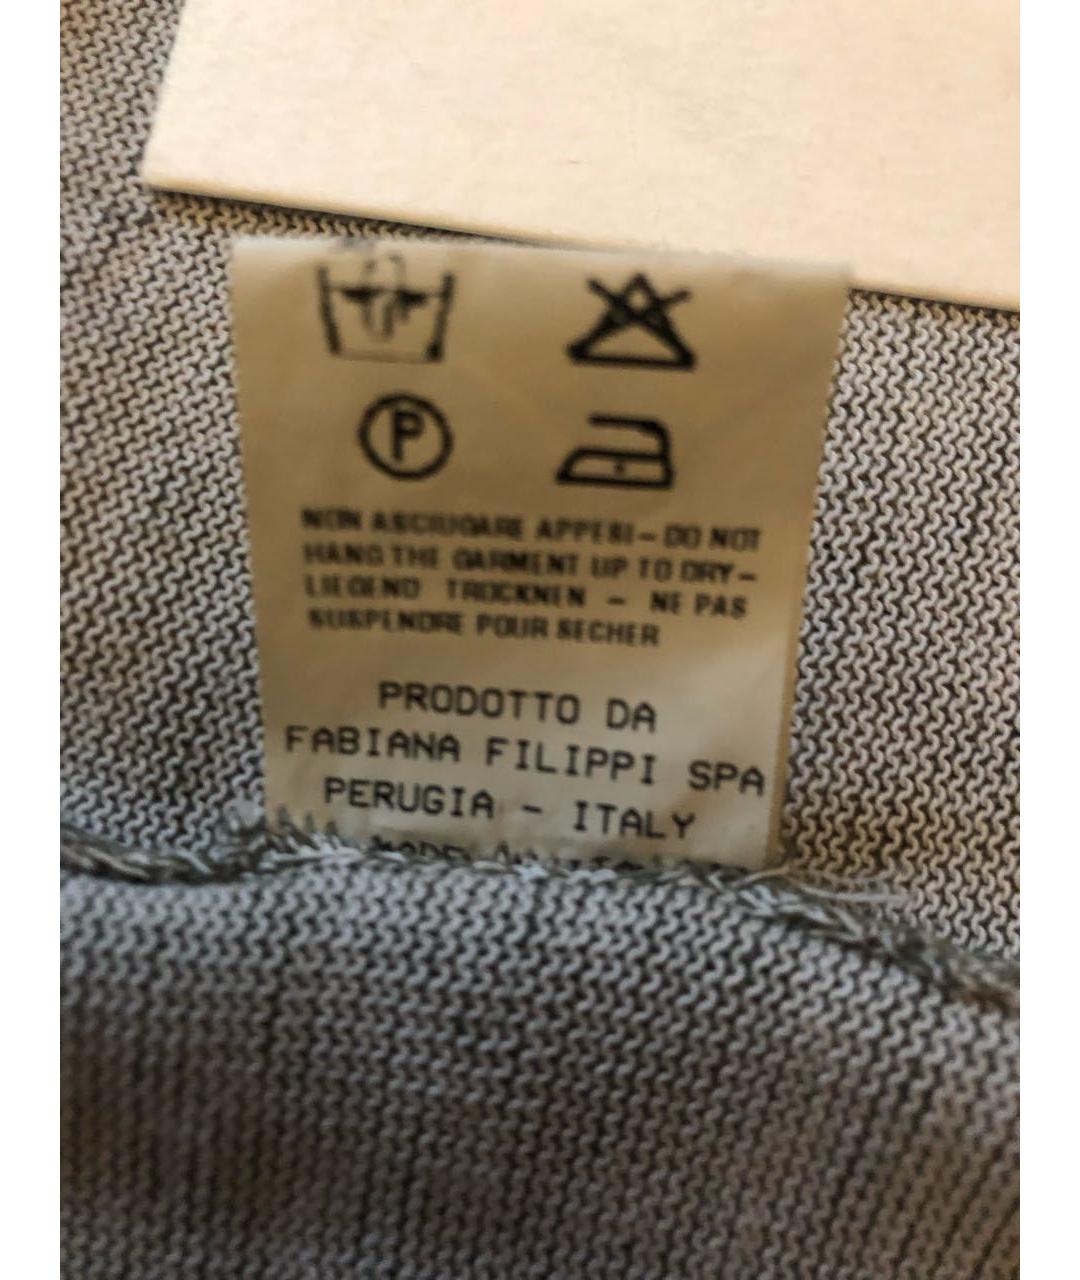 P
NON ASCIUGARE APPESI – DO NOT
HANG THE GARMENT UP TO DRY –
LIEGEND TROCKNEN – NE PAS
SUSPENDRE POUR SECHER
PRODOTTO DA
FABIANA FILIPPI SPA
PERUGIA - ITALY
MADE